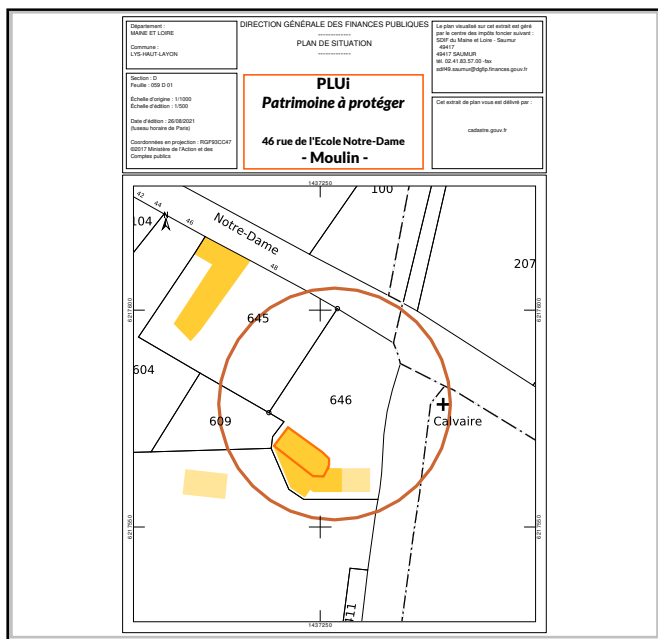 Département :
MAINE ET LOIRE
Commune :
LYS-HAUT-LAYON
DIRECTION GÉNÉRALE DES FINANCES PUBLIQUES
-------------
PLAN DE SITUATION
-------------
Le plan visualisé sur cet extrait est géré
par le centre des impôts foncier suivant :
SDIF du Maine et Loire - Saumur
49417
49417 SAUMUR
tél. 02.41.83.57.00 -fax
sdif49.saumur@dgfip.finances.gouv.fr
Section : D
Feuille : 059 D 01
Échelle d'origine : 1/1000
Échelle d'édition : 1/500
Date d'édition : 26/08/2021
(fuseau horaire de Paris)
Coordonnées en projection : RGF93CC47
©2017 Ministère de l'Action et des
Comptes publics
PLUi
Patrimoine à protéger
46 rue de l'Ecole Notre-Dame
- Moulin -
Cet extrait de plan vous est délivré par :
cadastre.gouv.fr
1437250
100
42
44
46
48
104
Notre-Dame
207
6217600
6217600
645
604
646
609
Calvaire
6217550
6217550
411
1437250